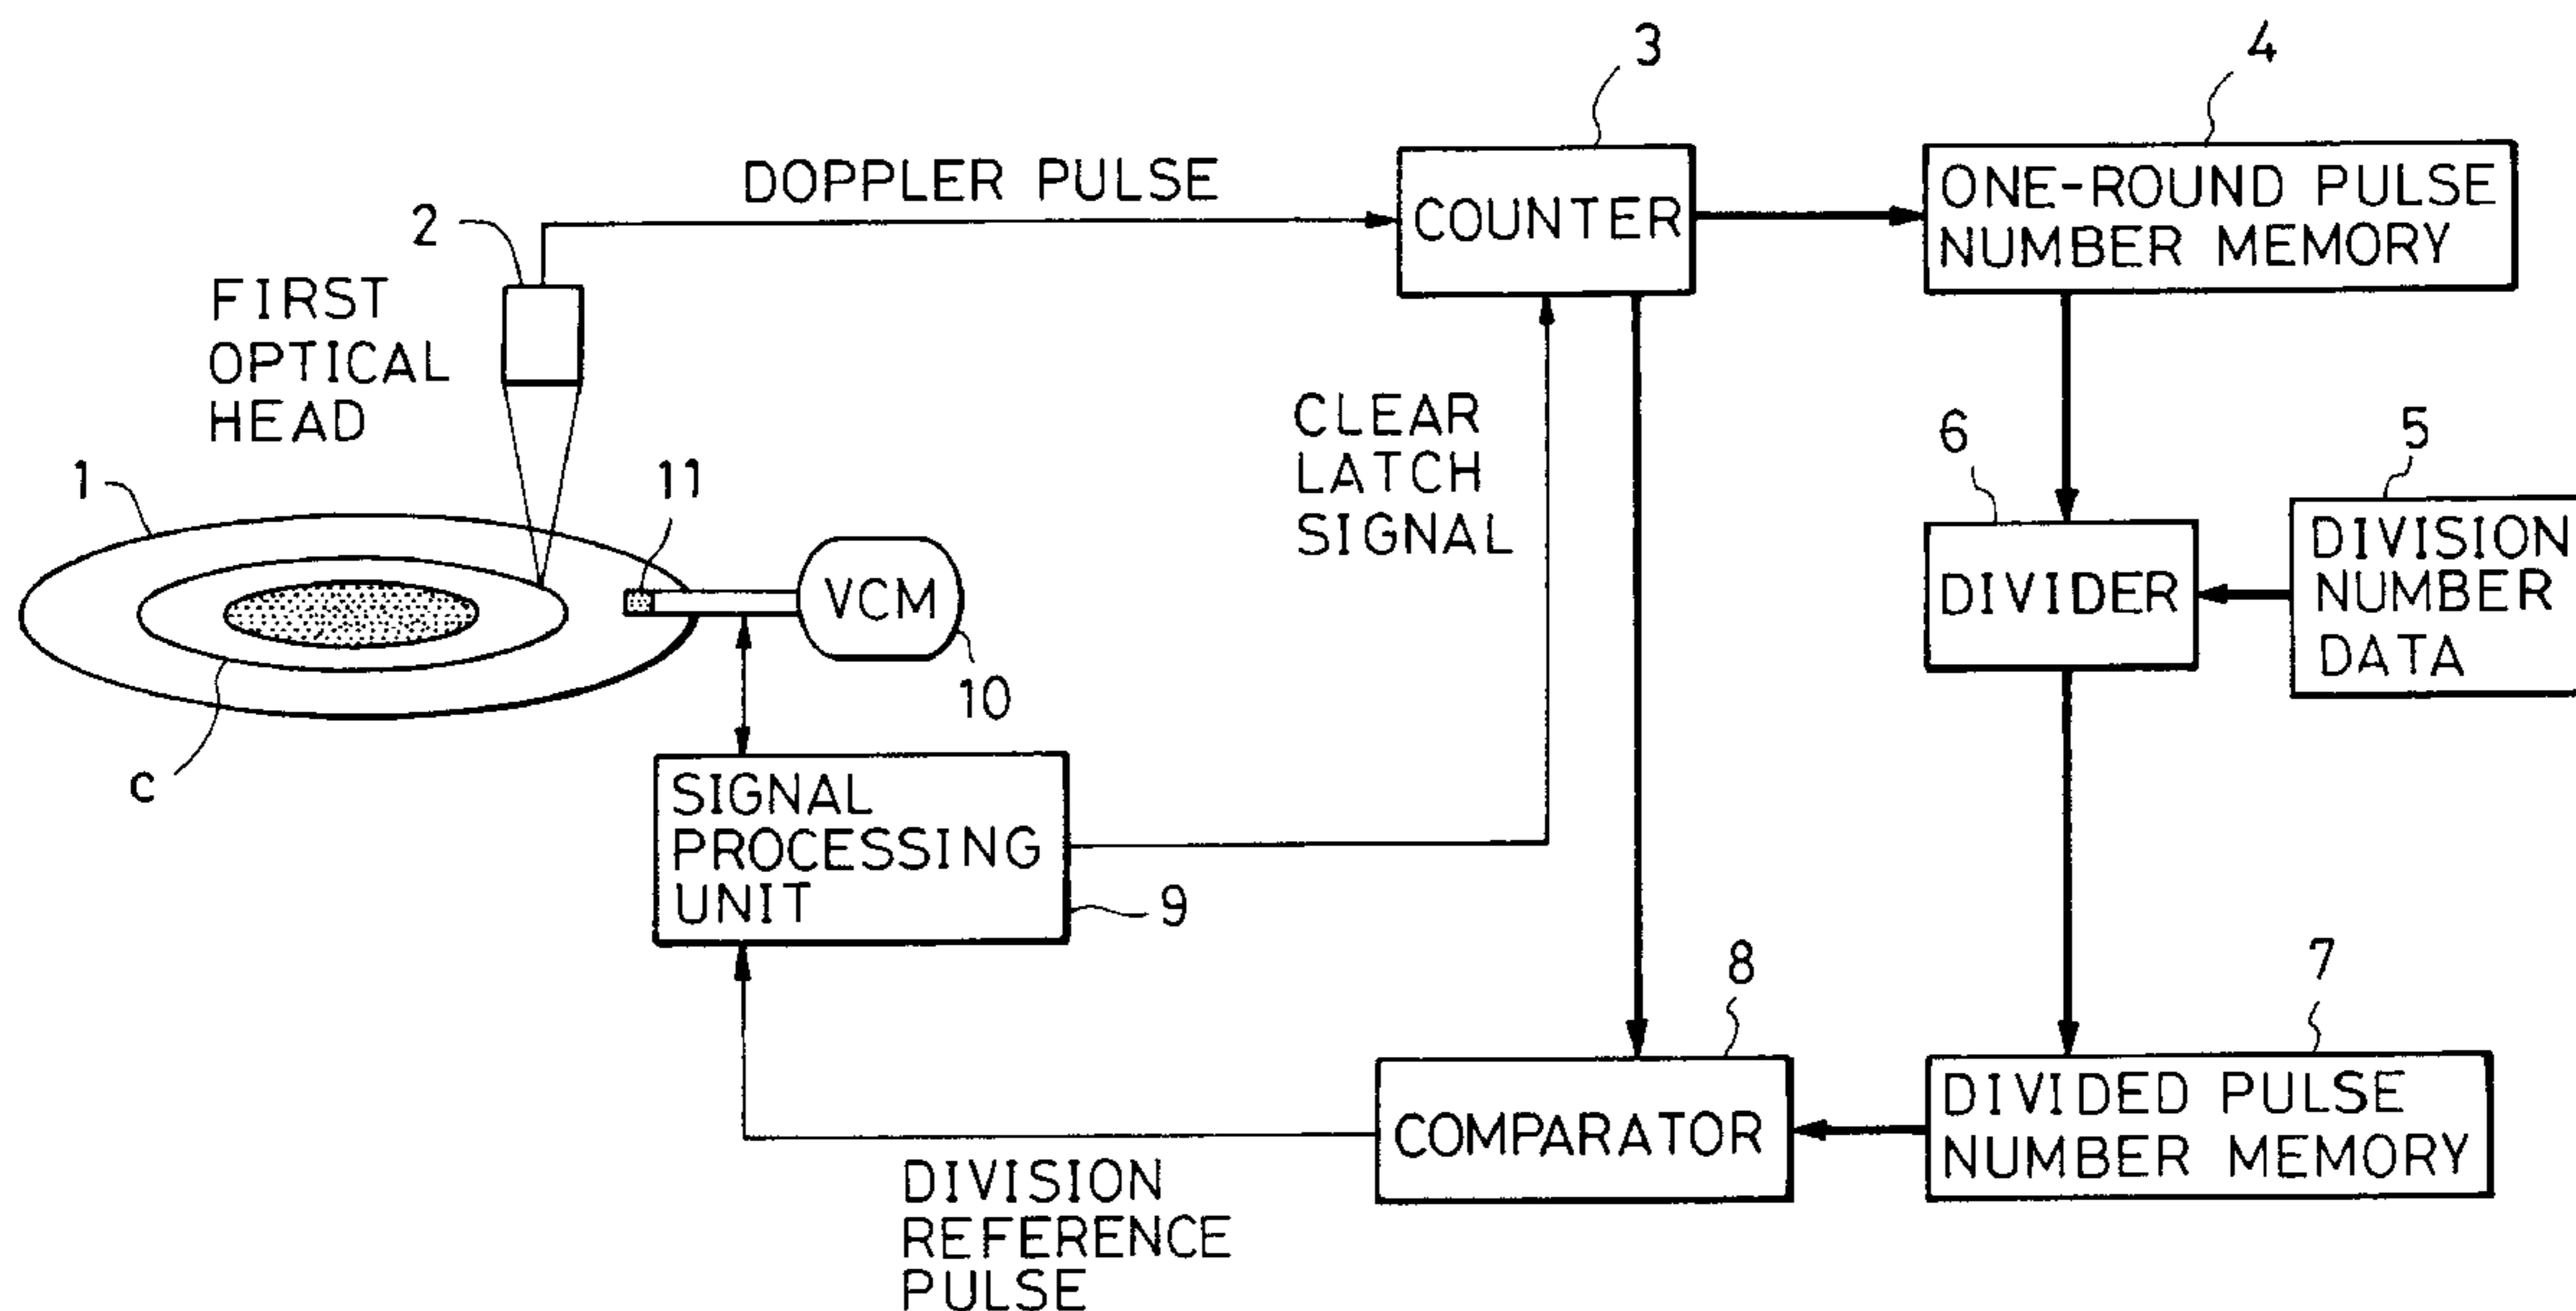 3
4
DOPPLER PULSE
COUNTER
ONE-ROUND PULSE
NUMBER MEMORY
2
FIRST
OPTICAL
HEAD
CLEAR
LATCH
SIGNAL
1
11
VCM
10
c
6
5
DIVIDER
DIVISION
NUMBER
DATA
SIGNAL
PROCESSING
UNIT
9
8
7
COMPARATOR
DIVIDED PULSE
NUMBER MEMORY
DIVISION
REFERENCE
PULSE